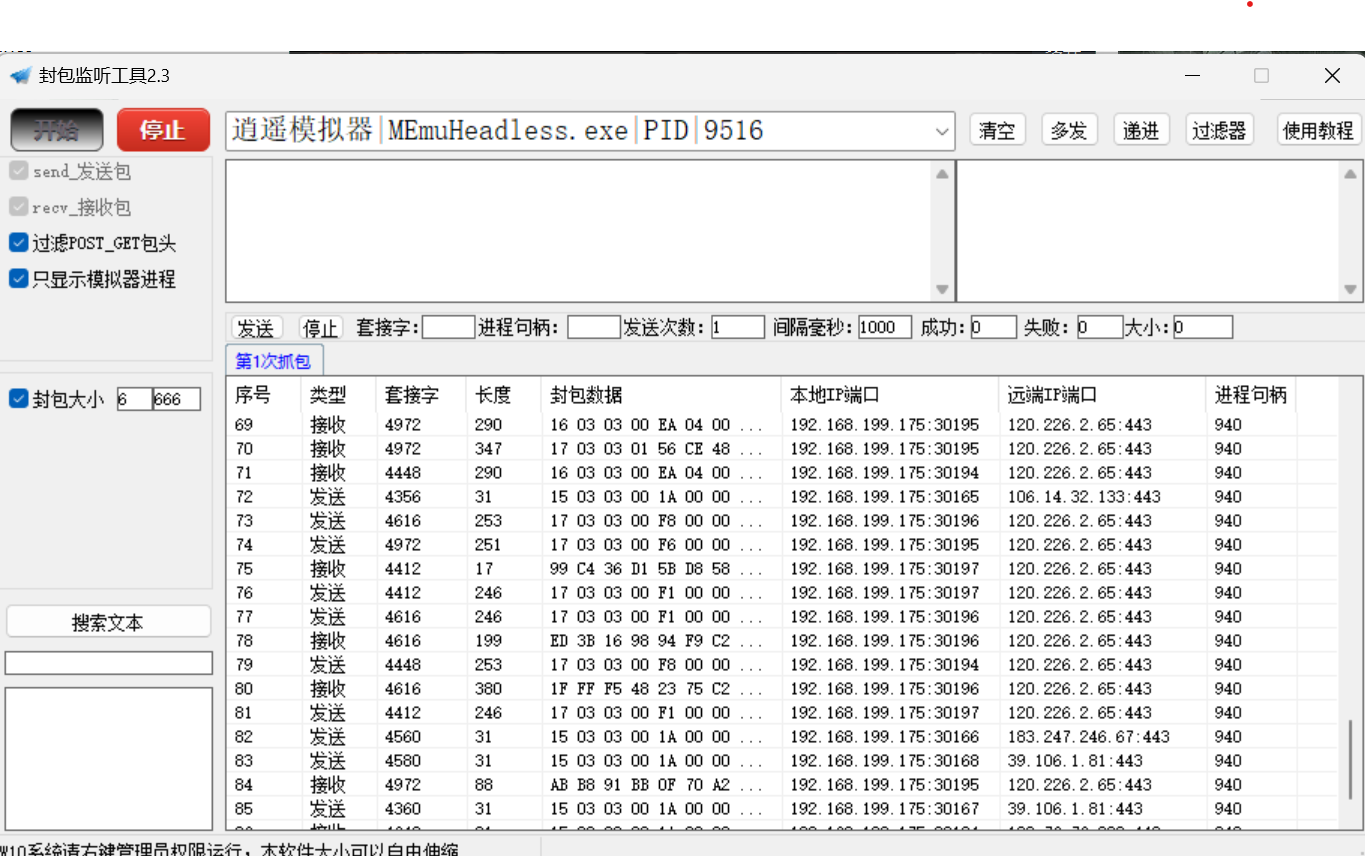 封包监听工具2.3
开始 停止 逍遥模拟器|MEmuHeadless.exe|PID|9516 清空 多发 递进 过滤器 使用教程
send_发送包
recv_接收包
过滤POST_GET包头
只显示模拟器进程
发送 停止 套接字: 进程句柄: 发送次数: 1 间隔毫秒: 1000 成功: 0 失败: 0 大小: 0
第1次抓包
封包大小 6 666
搜索文本
序号 类型 套接字 长度 封包数据 本地IP端口 远端IP端口 进程句柄
69 接收 4972 290 16 03 03 00 EA 04 00 ... 192.168.199.175:30195 120.226.2.65:443 940
70 接收 4972 347 17 03 03 01 56 CE 48 ... 192.168.199.175:30195 120.226.2.65:443 940
71 接收 4448 290 16 03 03 00 EA 04 00 ... 192.168.199.175:30194 120.226.2.65:443 940
72 发送 4356 31 15 03 03 00 1A 00 00 ... 192.168.199.175:30165 106.14.32.133:443 940
73 发送 4616 253 17 03 03 00 F8 00 00 ... 192.168.199.175:30196 120.226.2.65:443 940
74 发送 4972 251 17 03 03 00 F6 00 00 ... 192.168.199.175:30195 120.226.2.65:443 940
75 接收 4412 17 99 C4 36 D1 5B D8 58 ... 192.168.199.175:30197 120.226.2.65:443 940
76 发送 4412 246 17 03 03 00 F1 00 00 ... 192.168.199.175:30197 120.226.2.65:443 940
77 发送 4616 246 17 03 03 00 F1 00 00 ... 192.168.199.175:30196 120.226.2.65:443 940
78 接收 4616 199 ED 3B 16 98 94 F9 C2 ... 192.168.199.175:30196 120.226.2.65:443 940
79 发送 4448 253 17 03 03 00 F8 00 00 ... 192.168.199.175:30194 120.226.2.65:443 940
80 接收 4616 380 1F FF F5 48 23 75 C2 ... 192.168.199.175:30196 120.226.2.65:443 940
81 发送 4412 246 17 03 03 00 F1 00 00 ... 192.168.199.175:30197 120.226.2.65:443 940
82 发送 4560 31 15 03 03 00 1A 00 00 ... 192.168.199.175:30166 183.247.246.67:443 940
83 发送 4580 31 15 03 03 00 1A 00 00 ... 192.168.199.175:30168 39.106.1.81:443 940
84 接收 4972 88 AB B8 91 BB 0F 70 A2 ... 192.168.199.175:30195 120.226.2.65:443 940
85 发送 4360 31 15 03 03 00 1A 00 00 ... 192.168.199.175:30167 39.106.1.81:443 940
W10系统请右键管理员权限运行，本软件大小可以自由伸缩